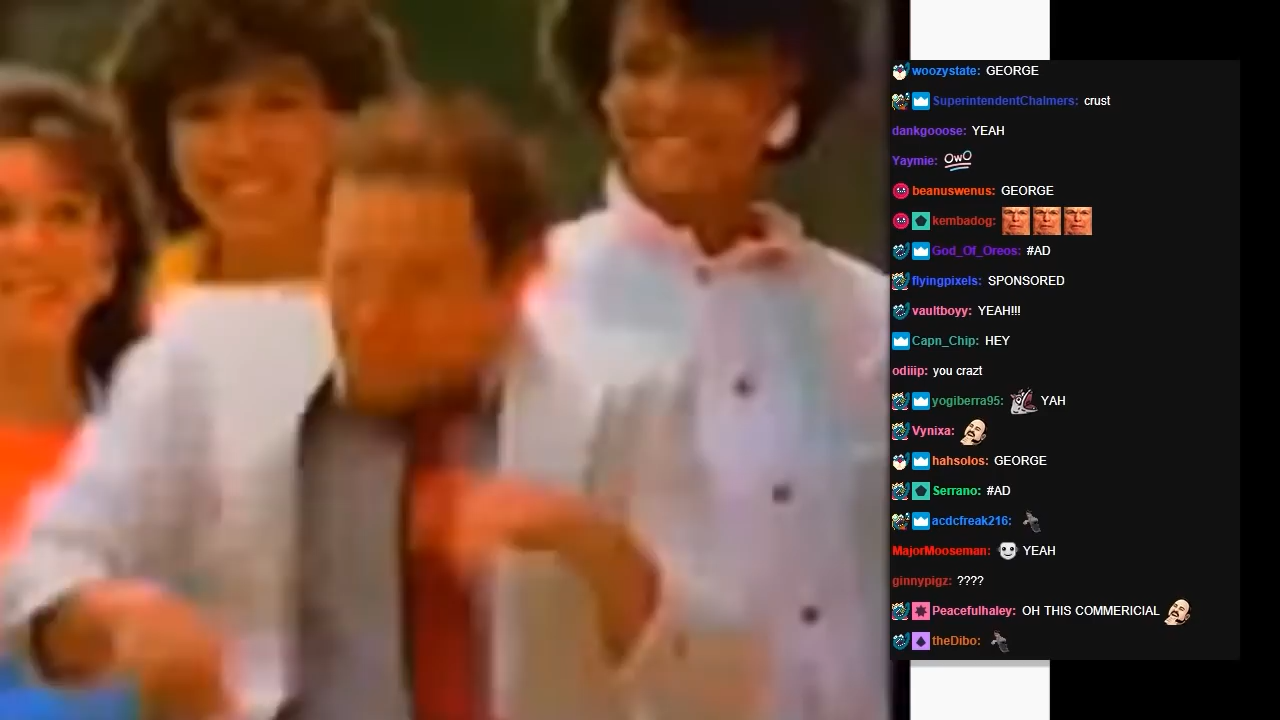 woozystate: GEORGE
SuperintendentChalmers: crust
dankgooose: YEAH
Yaymie: OwO
beanuswenus: GEORGE
kembadog:
God_Of_Oreos: #AD
flyingpixels: SPONSORED
vaultboyy: YEAH!!!
Capn_Chip: HEY
odiiip: you crazt
yogiberra95: YAH
Vynixa:
hahsolos: GEORGE
Serrano: #AD
acdcfreak216:
MajorMooseman: YEAH
ginnypigz: ????
Peacefulhaley: OH THIS COMMERICIAL
theDibo: